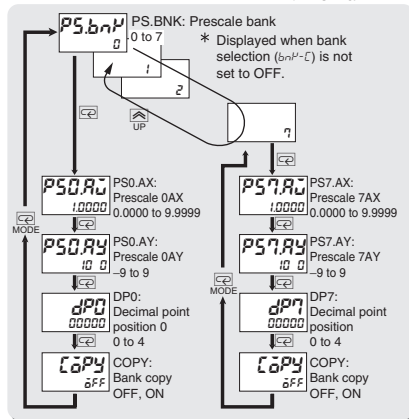 PS.bnK PS.BNK: Prescale bank
0
0 to 7
* Displayed when bank
selection (bnK-C) is not
set to OFF.
1
2
UP
7
PS0.AX PS0.AX:
Prescale 0AX
1.0000 0.0000 to 9.9999
PS7.AX PS7.AX:
Prescale 7AX
1.0000 0.0000 to 9.9999
MODE
PS0.AY PS0.AY:
Prescale 0AY
10 0 –9 to 9
PS7.AY PS7.AY:
Prescale 7AY
10 0 –9 to 9
MODE
dP0 DP0:
Decimal point
00000 position 0
0 to 4
dP7 DP7:
Decimal point
00000 position
0 to 4
CoPY COPY:
Bank copy
oFF OFF, ON
CoPY COPY:
Bank copy
oFF OFF, ON